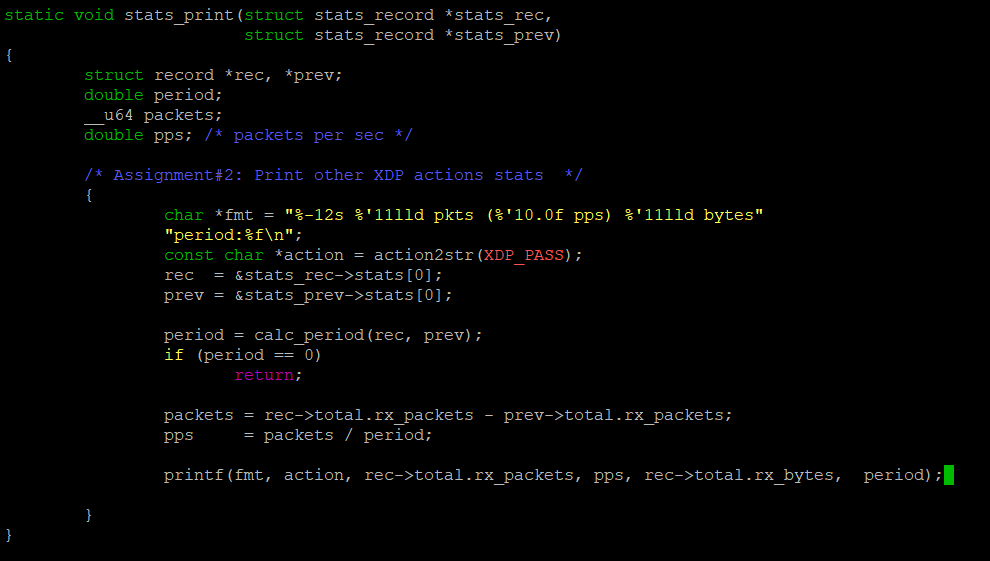 static void stats_print(struct stats_record *stats_rec,
                        struct stats_record *stats_prev)
{
        struct record *rec, *prev;
        double period;
        __u64 packets;
        double pps; /* packets per sec */

        /* Assignment#2: Print other XDP actions stats  */
        {
                char *fmt = "%-12s %'11lld pkts (%'10.0f pps) %'11lld bytes"
                "period:%f\n";
                const char *action = action2str(XDP_PASS);
                rec  = &stats_rec->stats[0];
                prev = &stats_prev->stats[0];

                period = calc_period(rec, prev);
                if (period == 0)
                       return;

                packets = rec->total.rx_packets - prev->total.rx_packets;
                pps     = packets / period;

                printf(fmt, action, rec->total.rx_packets, pps, rec->total.rx_bytes,  period);

        }
}